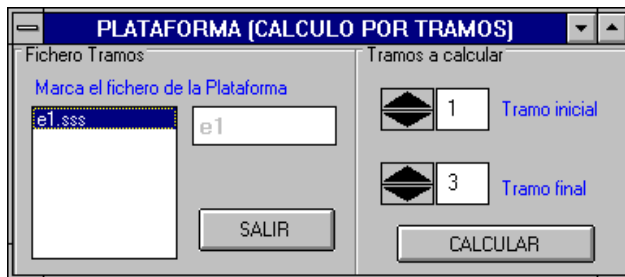 PLATAFORMA (CALCULO POR TRAMOS)
Fichero Tramos
Marca el fichero de la Plataforma
e1.sss
e1
SALIR
Tramos a calcular
1 Tramo inicial
3 Tramo final
CALCULAR